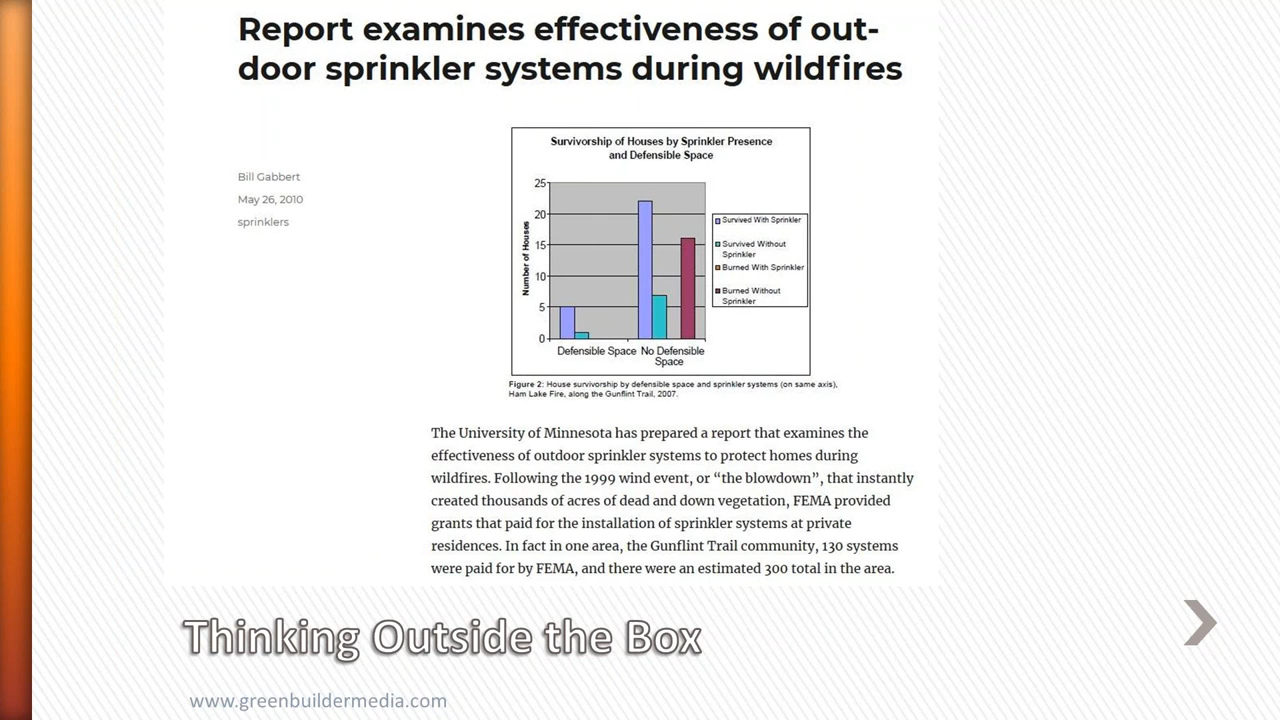 Report examines effectiveness of out-
door sprinkler systems during wildfires
Bill Gabbert
May 26, 2010
sprinklers
Survivorship of Houses by Sprinkler Presence
and Defensible Space
25
20
15
10
5
0
Number of Houses
Defensible Space
No Defensible
Space
Survived With Sprinkler
Survived Without
Sprinkler
Burned With Sprinkler
Burned Without
Sprinkler
Figure 2: House survivorship by defensible space and sprinkler systems (on same axis),
Ham Lake Fire, along the Gunflint Trail, 2007.
The University of Minnesota has prepared a report that examines the
effectiveness of outdoor sprinkler systems to protect homes during
wildfires. Following the 1999 wind event, or “the blowdown”, that instantly
created thousands of acres of dead and down vegetation, FEMA provided
grants that paid for the installation of sprinkler systems at private
residences. In fact in one area, the Gunflint Trail community, 130 systems
were paid for by FEMA, and there were an estimated 300 total in the area.
Thinking Outside the Box
www.greenbuildermedia.com